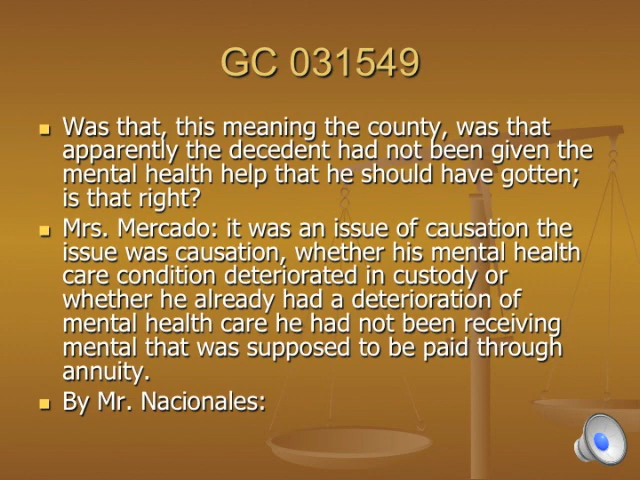 GC 031549
Was that, this meaning the county, was that
apparently the decedent had not been given the
mental health help that he should have gotten;
is that right?
Mrs. Mercado: it was an issue of causation the
issue was causation, whether his mental health
care condition deteriorated in custody or
whether he already had a deterioration of
mental health care he had not been receiving
mental that was supposed to be paid through
annuity.
By Mr. Nacionales: